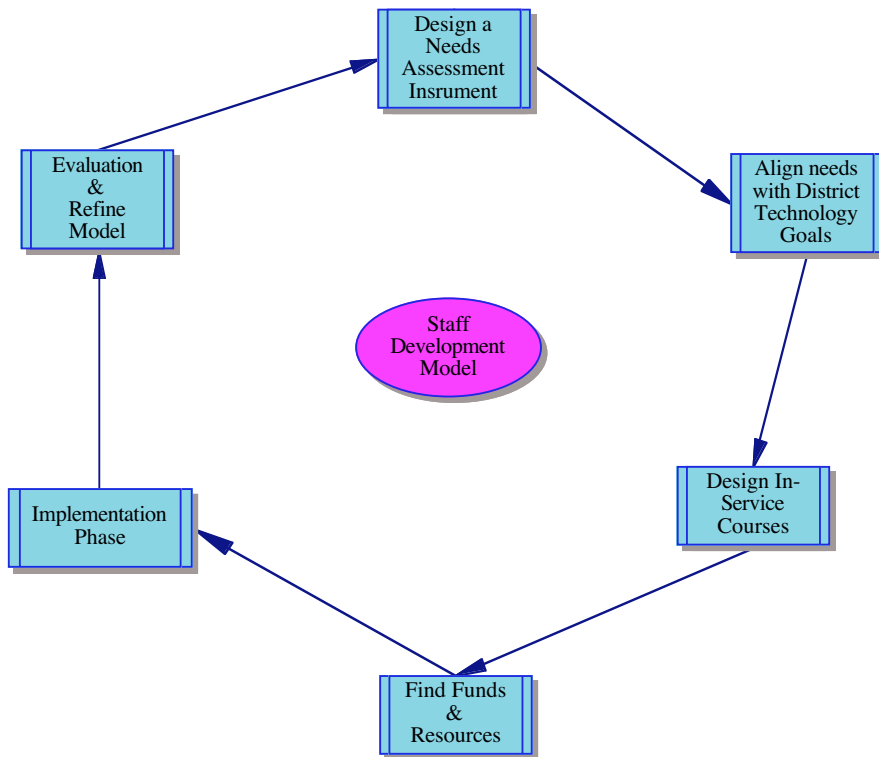 Design a
Needs
Assessment
Insrument
Align needs
with District
Technology
Goals
Design In-
Service
Courses
Find Funds
&
Resources
Implementation
Phase
Evaluation
&
Refine
Model
Staff
Development
Model